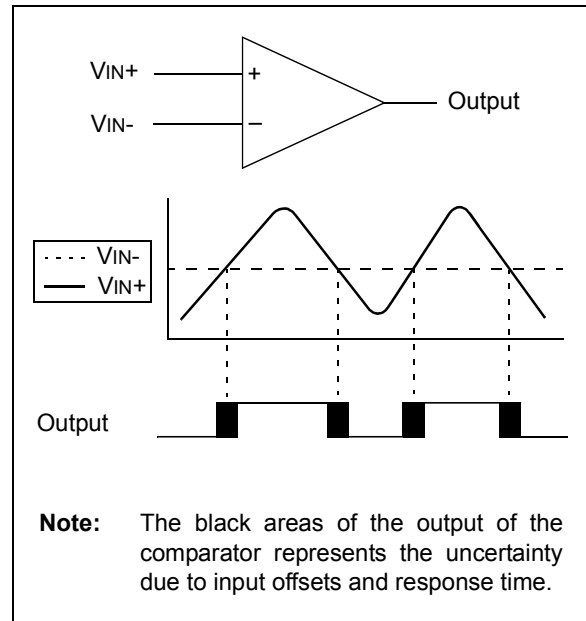 VIN+
+
Output
VIN-
–
VIN-
VIN+
Output
Note: The black areas of the output of the
comparator represents the uncertainty
due to input offsets and response time.